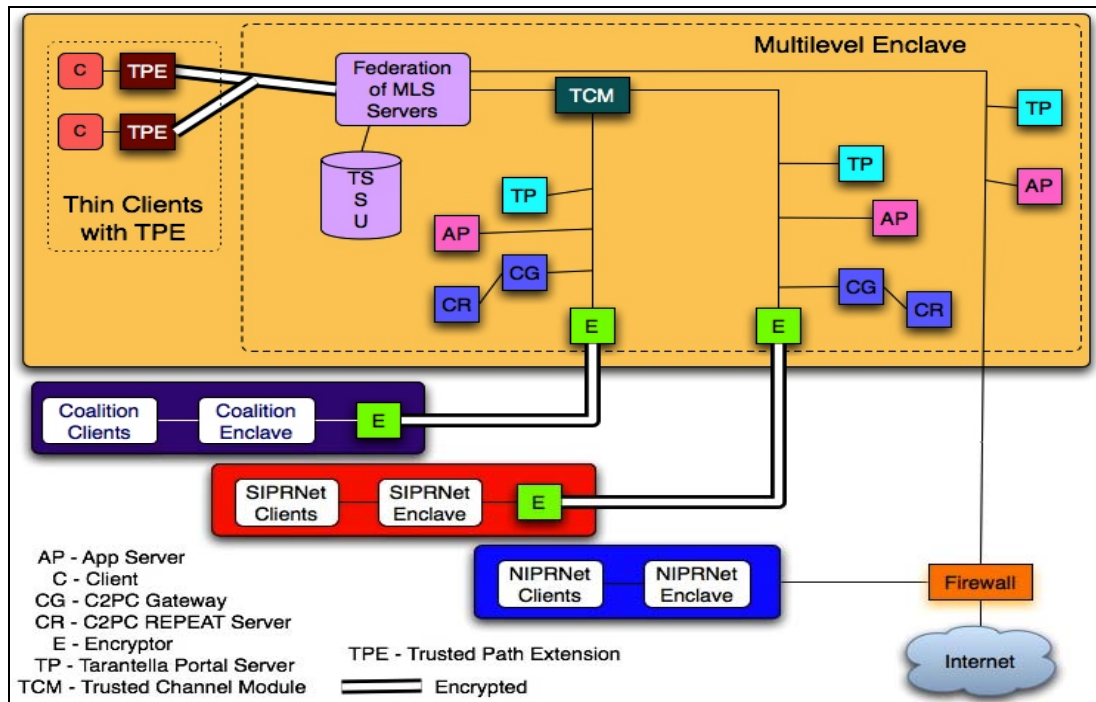 Multilevel Enclave
C
TPE
C
TPE
Thin Clients
with TPE
Federation
of MLS
Servers
TS
S
U
TCM
TP
AP
CG
CR
E
TP
AP
CG
CR
E
TP
AP
Coalition
Clients
Coalition
Enclave
E
SIPRNet
Clients
SIPRNet
Enclave
E
NIPRNet
Clients
NIPRNet
Enclave
Firewall
Internet
AP - App Server
C - Client
CG - C2PC Gateway
CR - C2PC REPEAT Server
E - Encryptor
TP - Tarantella Portal Server
TCM - Trusted Channel Module
TPE - Trusted Path Extension
Encrypted